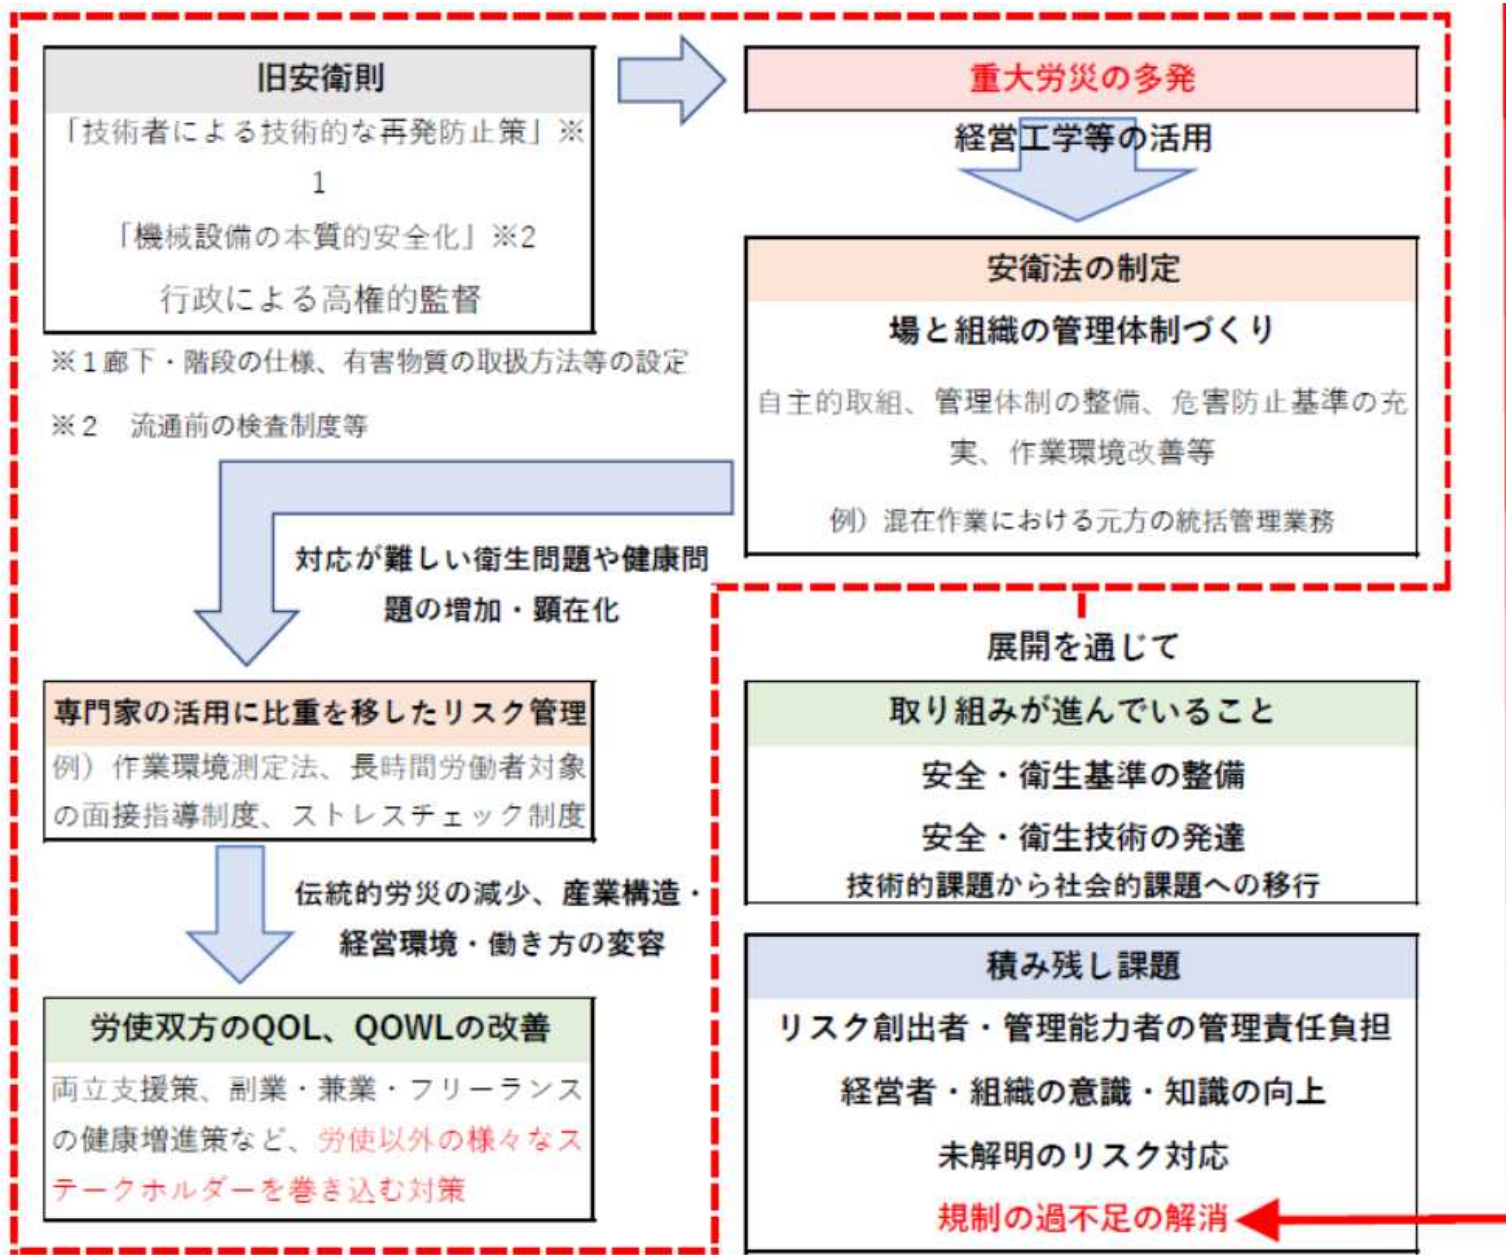 旧安衛則
「技術者による技術的な再発防止策」※
1
「機械設備の本質的安全化」※2
行政による高権的監督
※1廊下・階段の仕様、有害物質の取扱方法等の設定
※2　流通前の検査制度等
重大労災の多発
経営工学等の活用
安衛法の制定
場と組織の管理体制づくり
自主的取組、管理体制の整備、危害防止基準の充
実、作業環境改善等
例）混在作業における元方の統括管理業務
対応が難しい衛生問題や健康問
題の増加・顕在化
専門家の活用に比重を移したリスク管理
例）作業環境測定法、長時間労働者対象
の面接指導制度、ストレスチェック制度
伝統的労災の減少、産業構造・
経営環境・働き方の変容
労使双方のQOL、QOWLの改善
両立支援策、副業・兼業・フリーランス
の健康増進策など、労使以外の様々なス
テークホルダーを巻き込む対策
展開を通じて
取り組みが進んでいること
安全・衛生基準の整備
安全・衛生技術の発達
技術的課題から社会的課題への移行
積み残し課題
リスク創出者・管理能力者の管理責任負担
経営者・組織の意識・知識の向上
未解明のリスク対応
規制の過不足の解消